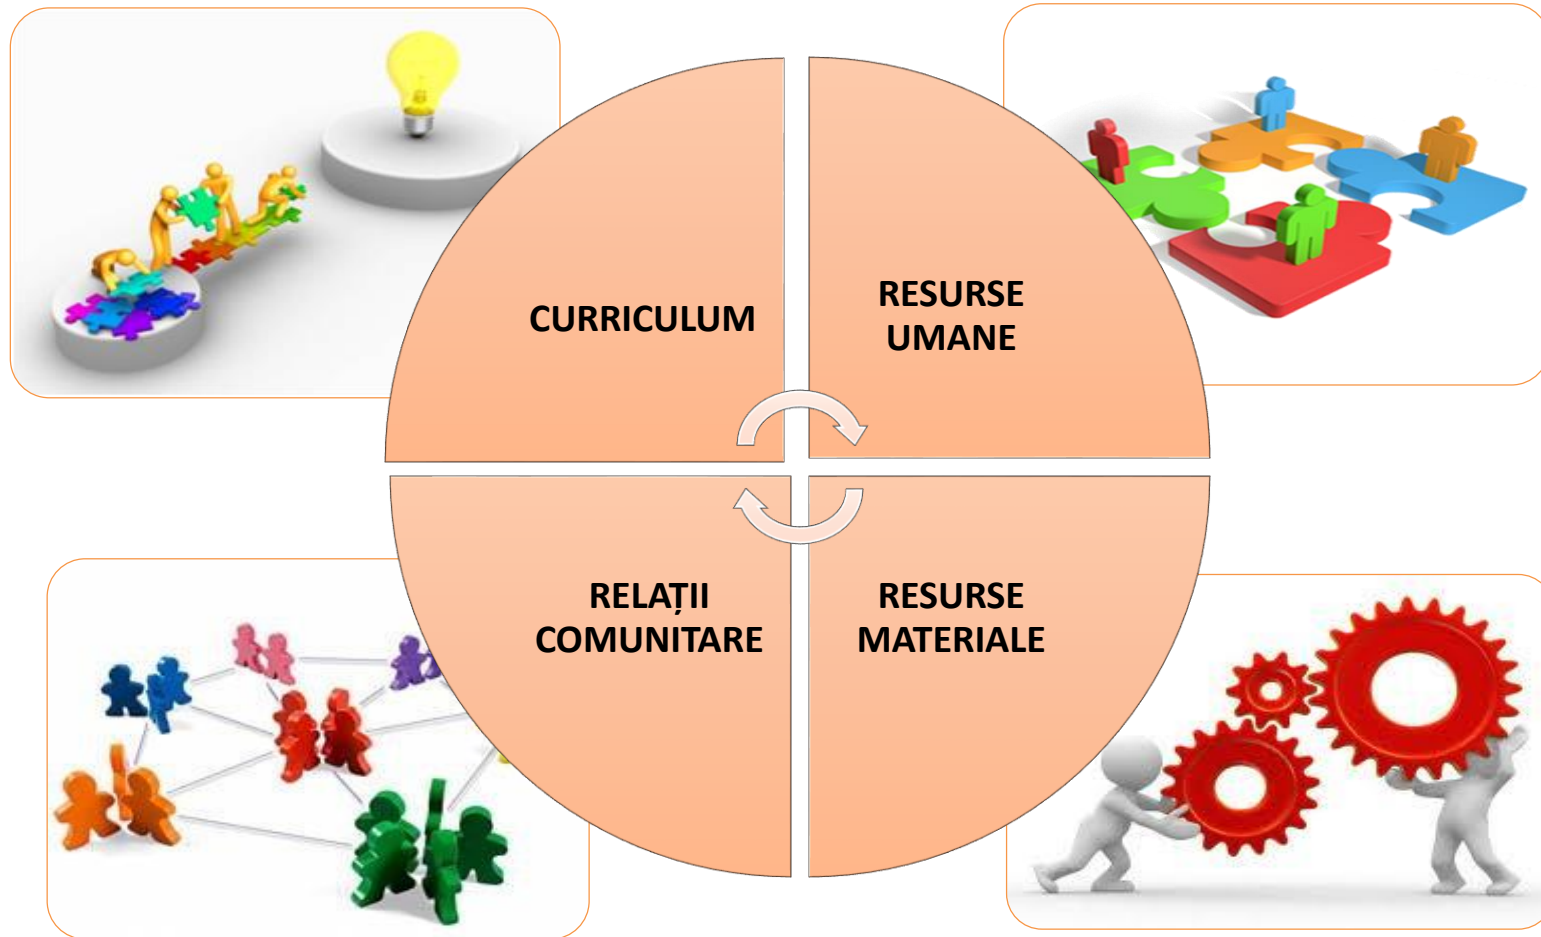 CURRICULUM
RESURSE
UMANE
RELAȚII
COMUNITARE
RESURSE
MATERIALE